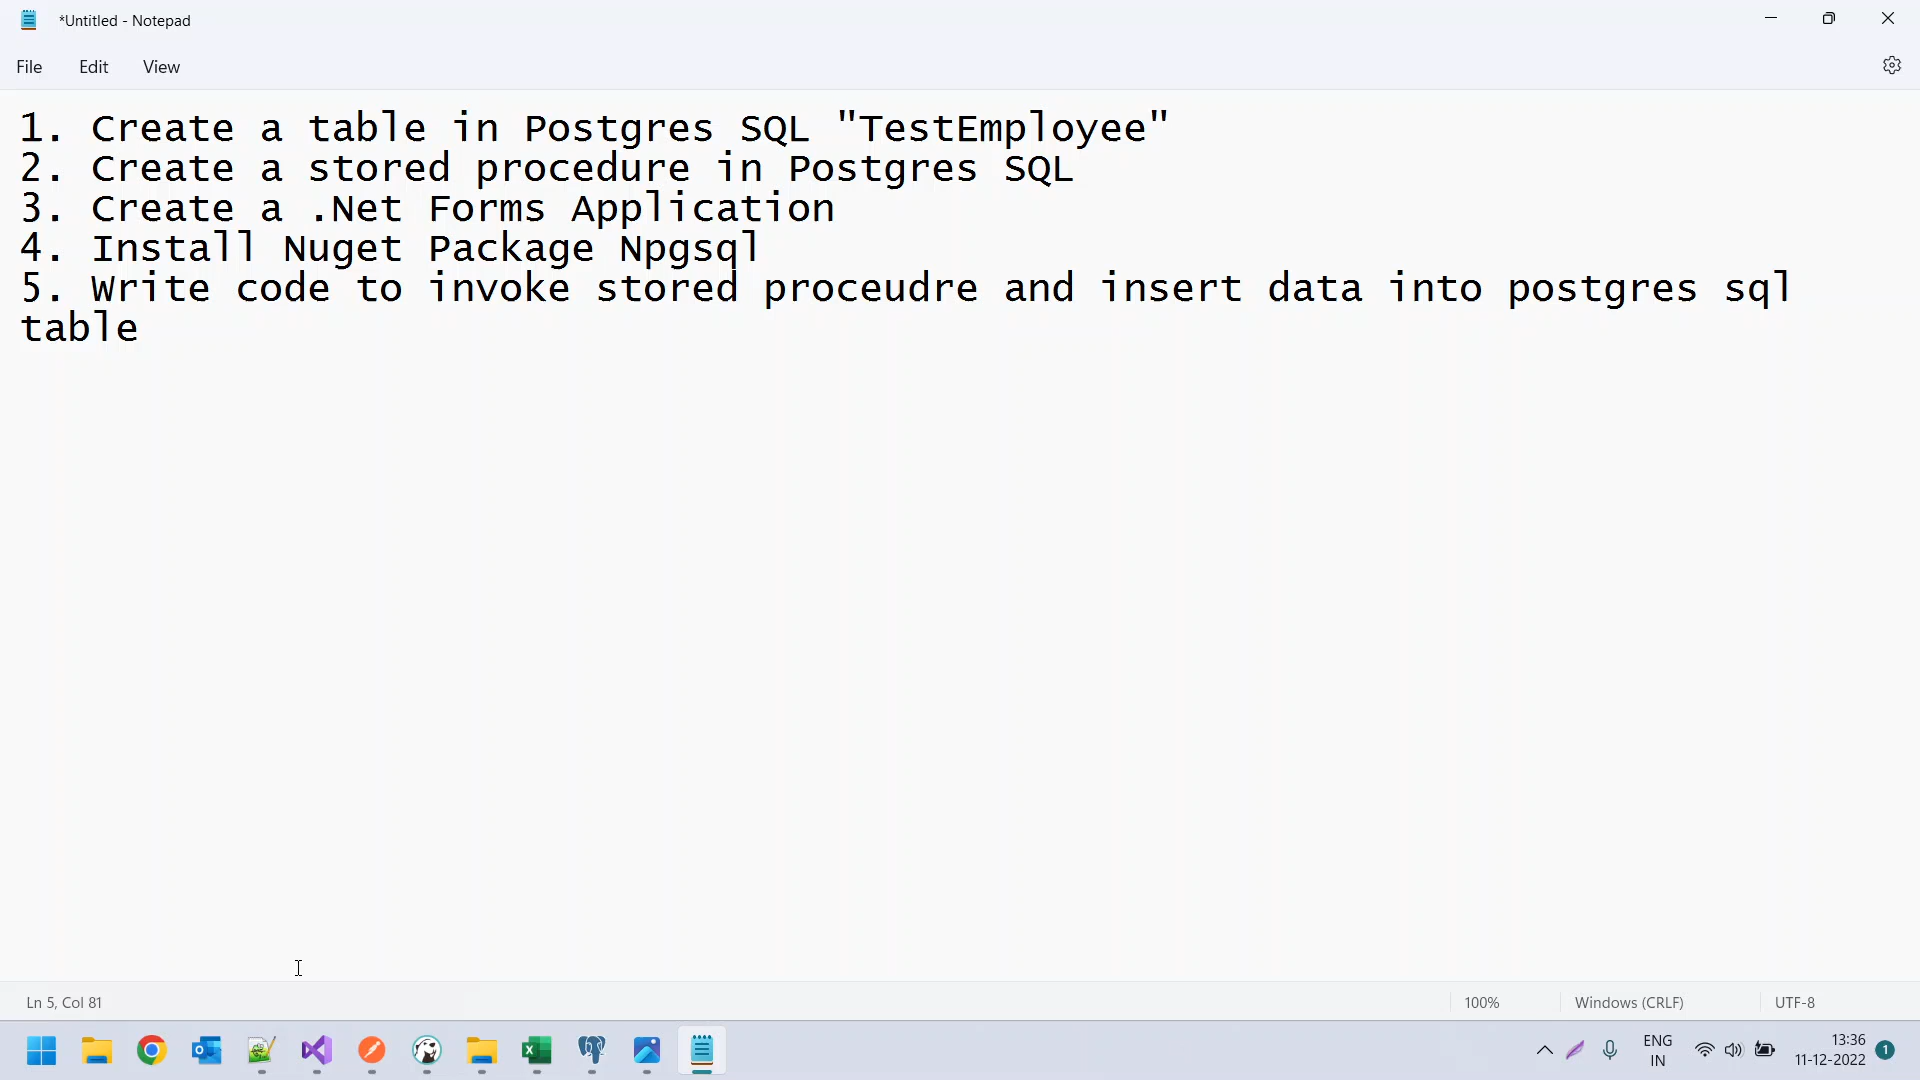 *Untitled - Notepad
File Edit View
1. Create a table in Postgres SQL "TestEmployee"
2. Create a stored procedure in Postgres SQL
3. Create a .Net Forms Application
4. Install Nuget Package Npgsql
5. Write code to invoke stored proceudre and insert data into postgres sql
table
Ln 5, Col 81 100% Windows (CRLF) UTF-8
ENG 13:36
IN 11-12-2022 1